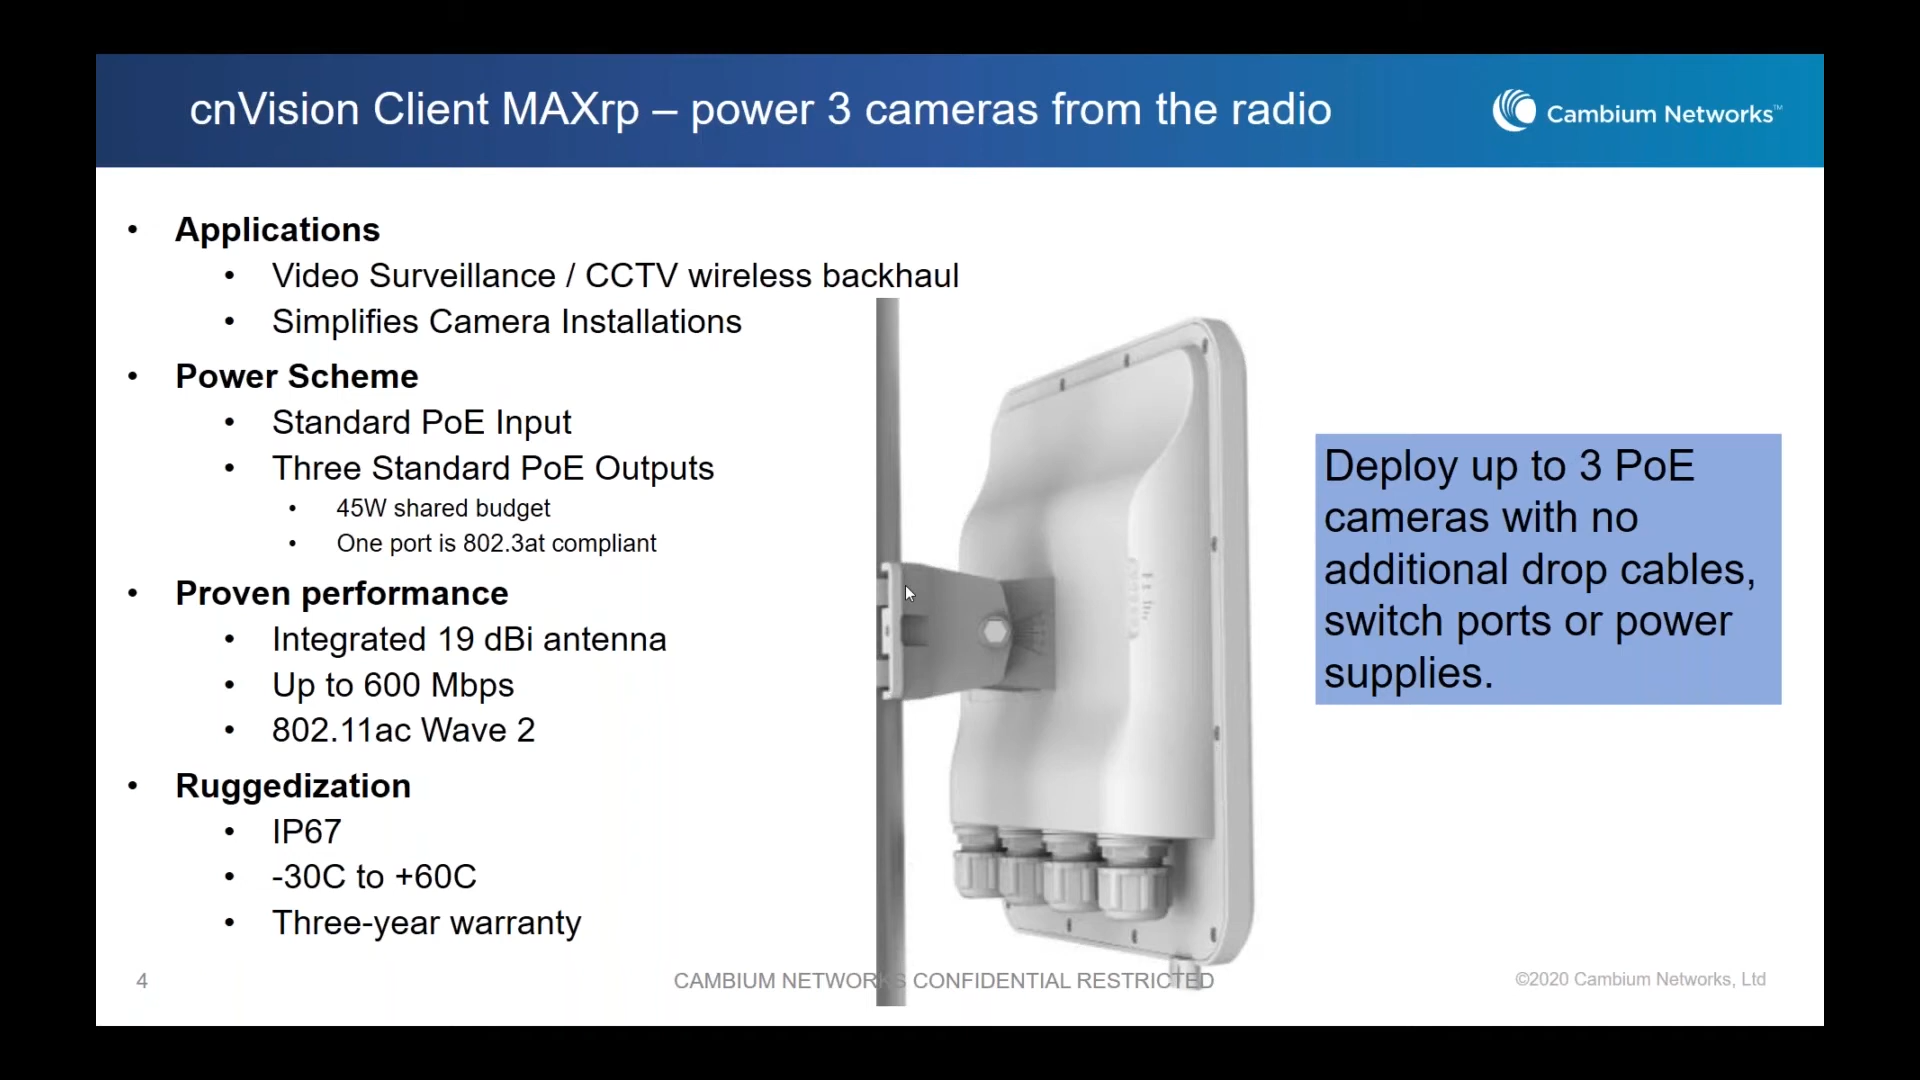 cnVision Client MAXrp – power 3 cameras from the radio
Cambium Networks™
• Applications
• Video Surveillance / CCTV wireless backhaul
• Simplifies Camera Installations
• Power Scheme
• Standard PoE Input
• Three Standard PoE Outputs
• 45W shared budget
• One port is 802.3at compliant
• Proven performance
• Integrated 19 dBi antenna
• Up to 600 Mbps
• 802.11ac Wave 2
• Ruggedization
• IP67
• -30C to +60C
• Three-year warranty
Deploy up to 3 PoE
cameras with no
additional drop cables,
switch ports or power
supplies.
4
CAMBIUM NETWORKS CONFIDENTIAL RESTRICTED
©2020 Cambium Networks, Ltd